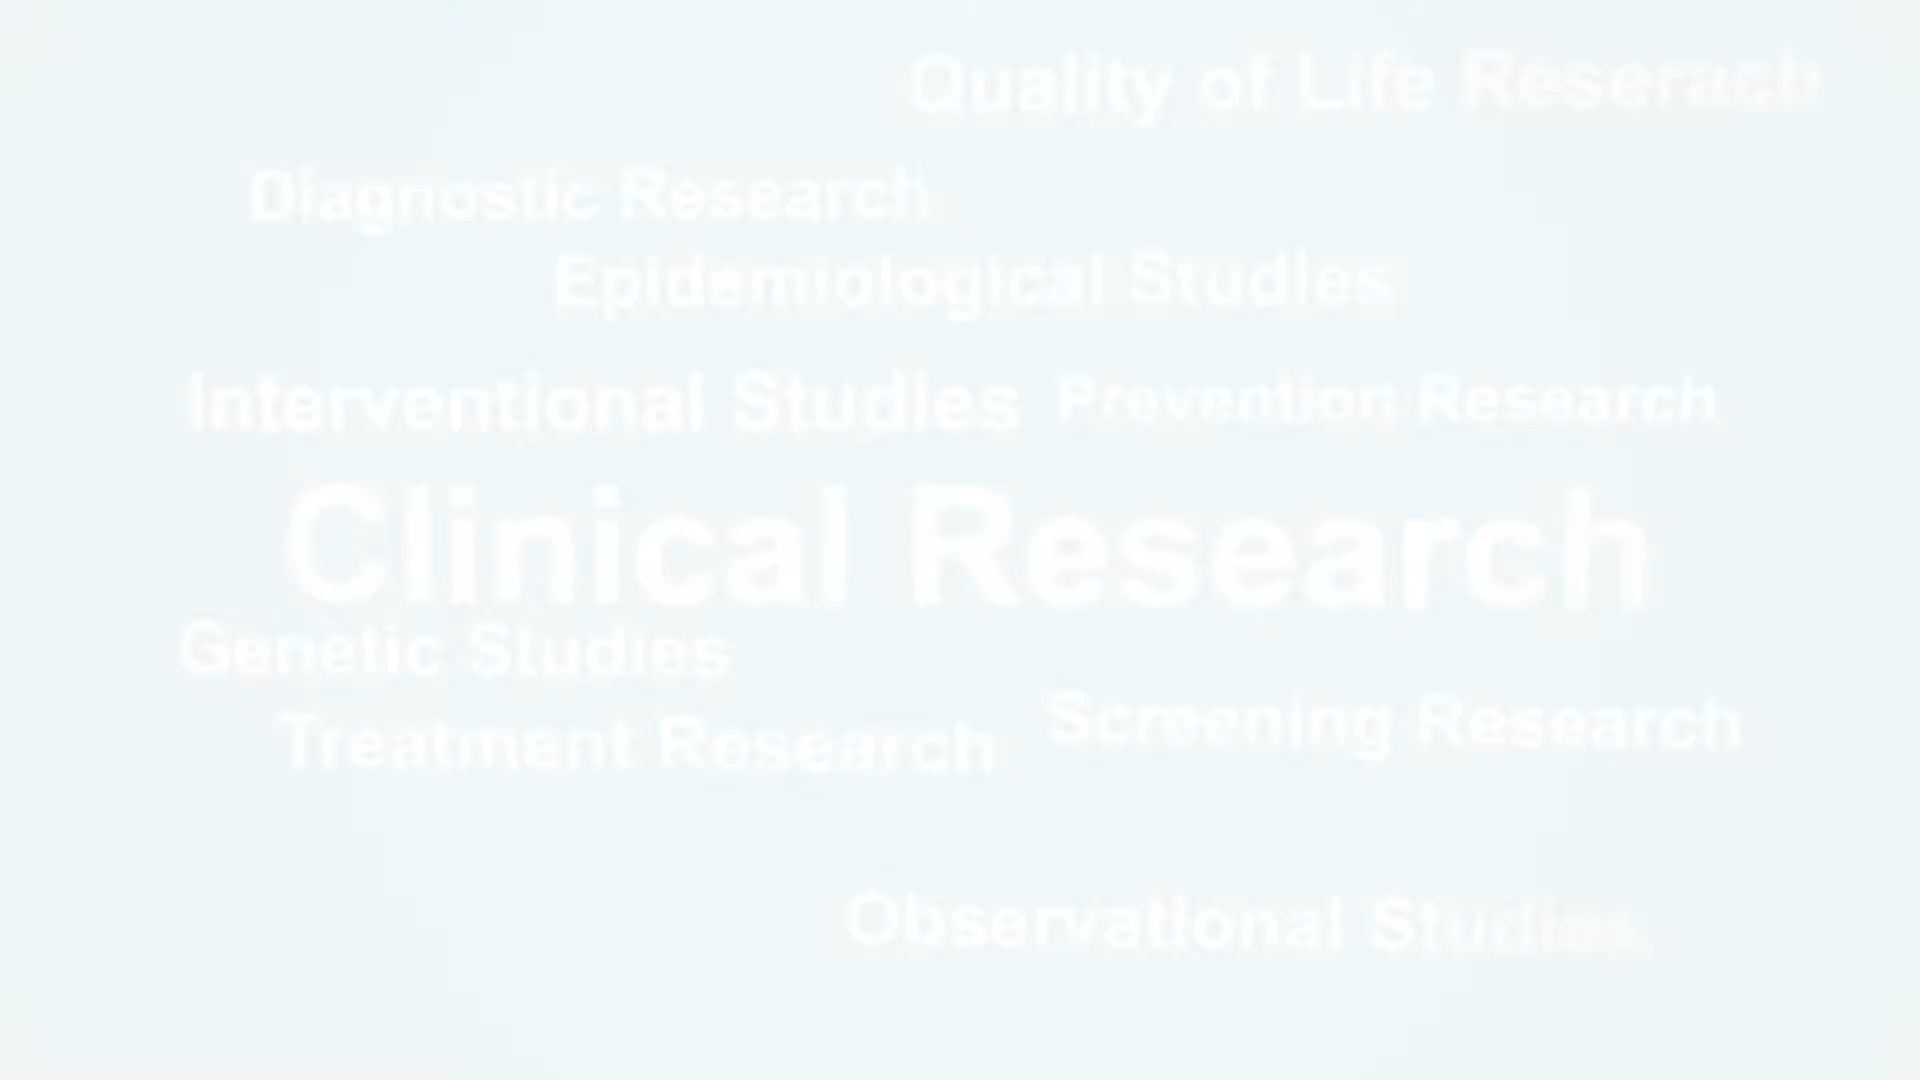 Quality of Life Reserach
Diagnostic Research
Epidemiological Studies
Interventional Studies
Prevention Research
Clinical Research
Genetic Studies
Screening Research
Treatment Research
Observational Studies